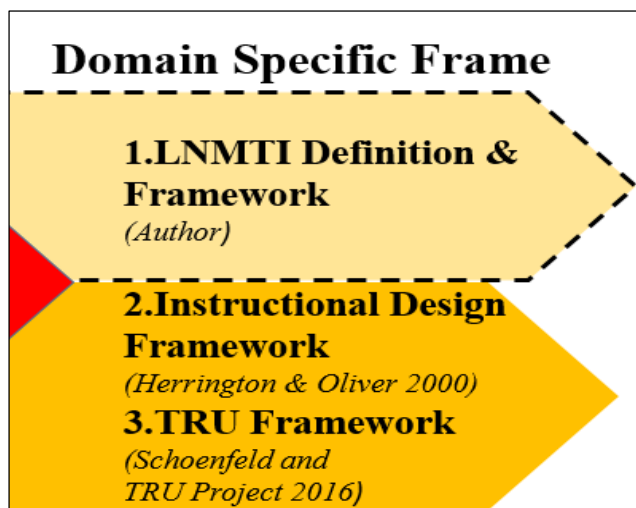 Domain Specific Frame
1.LNMTI Definition &
Framework
(Author)
2.Instructional Design
Framework
(Herrington & Oliver 2000)
3.TRU Framework
(Schoenfeld and
TRU Project 2016)